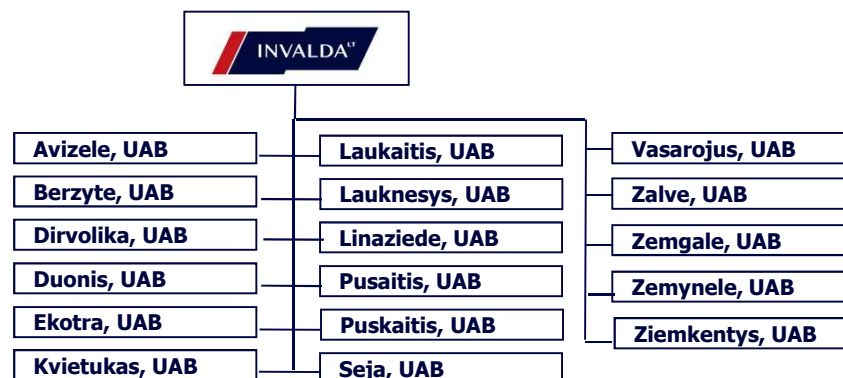 INVALDA LT
Avizele, UAB
Berzyte, UAB
Dirvolika, UAB
Duonis, UAB
Ekotra, UAB
Kvietukas, UAB
Laukaitis, UAB
Lauknesys, UAB
Linaziede, UAB
Pusaitis, UAB
Puskaitis, UAB
Seja, UAB
Vasarojus, UAB
Zalve, UAB
Zemgale, UAB
Zemynele, UAB
Ziemkentys, UAB